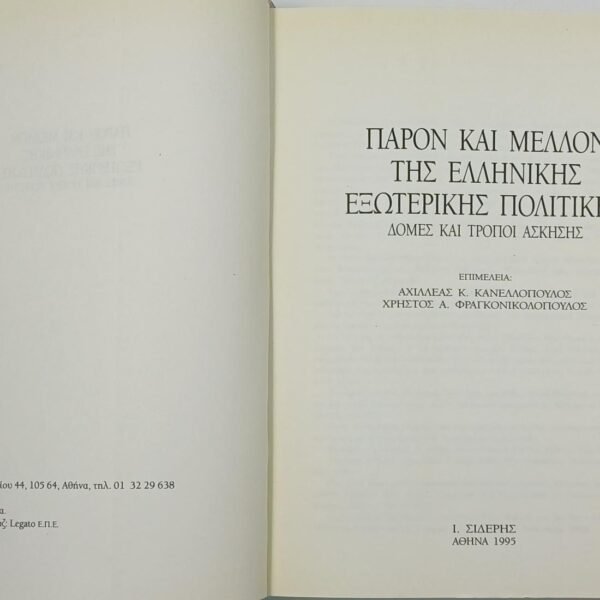 ίου 44, 105 64, Αθήνα, τηλ. 01 32 29 638
α.
ζ: Legato Ε.Π.Ε.
ΠΑΡΟΝ ΚΑΙ ΜΕΛΛΟΝ
ΤΗΣ ΕΛΛΗΝΙΚΗΣ
ΕΞΩΤΕΡΙΚΗΣ ΠΟΛΙΤΙΚΗ
ΔΟΜΕΣ ΚΑΙ ΤΡΟΠΟΙ ΑΣΚΗΣΗΣ
ΕΠΙΜΕΛΕΙΑ:
ΑΧΙΛΛΕΑΣ Κ. ΚΑΝΕΛΛΟΠΟΥΛΟΣ
ΧΡΗΣΤΟΣ Α. ΦΡΑΓΚΟΝΙΚΟΛΟΠΟΥΛΟΣ
Ι. ΣΙΔΕΡΗΣ
ΑΘΗΝΑ 1995